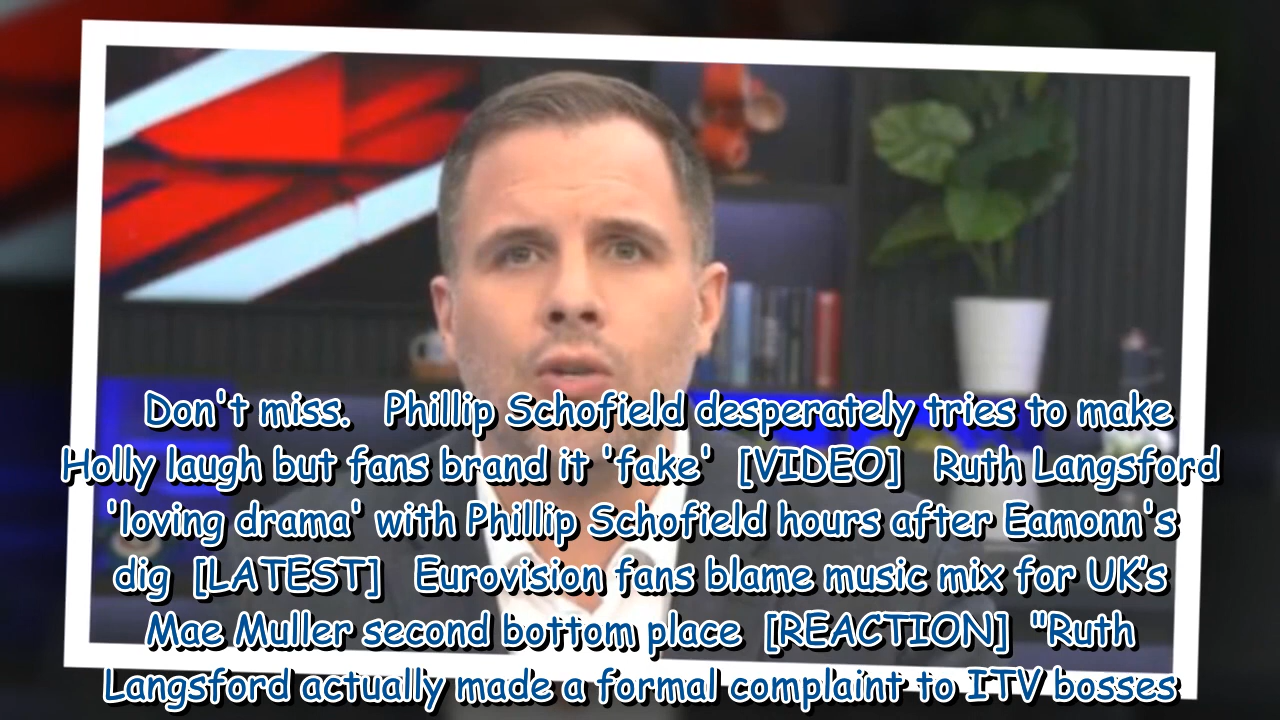 Don't miss. Phillip Schofield desperately tries to make
Holly laugh but fans brand it 'fake' [VIDEO] Ruth Langsford
'loving drama' with Phillip Schofield hours after Eamonn's
dig [LATEST] Eurovision fans blame music mix for UK’s
Mae Muller second bottom place [REACTION] "Ruth
Langsford actually made a formal complaint to ITV bosses